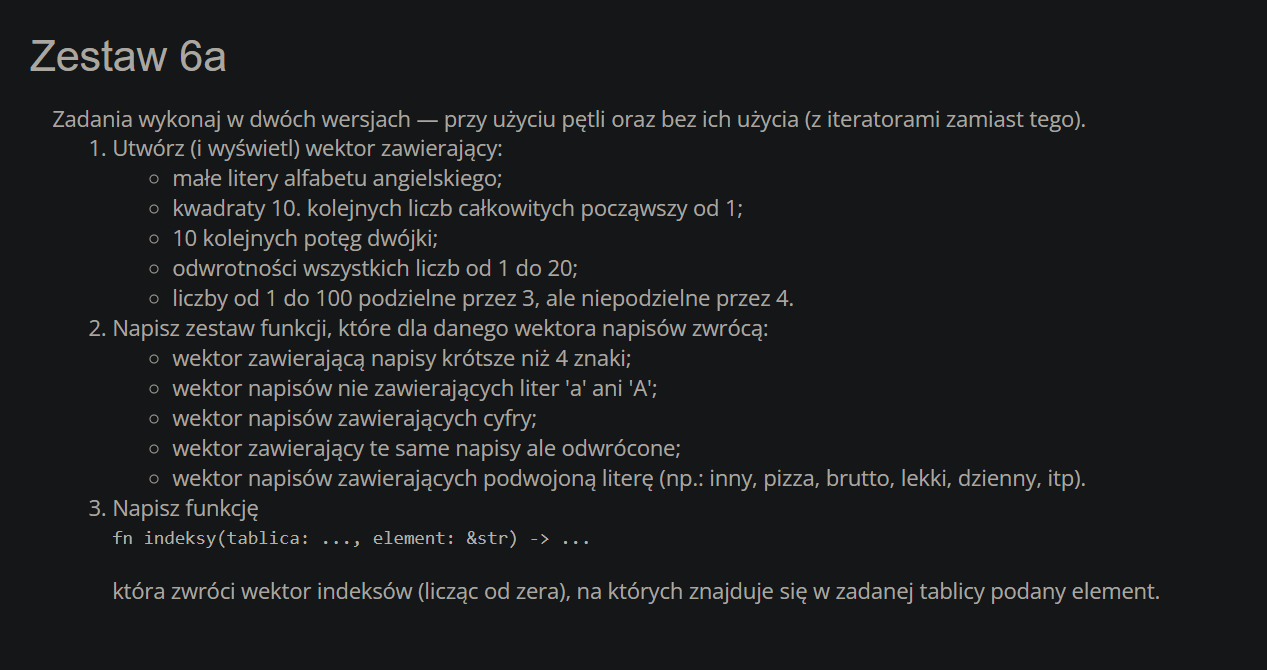 Zestaw 6a
Zadania wykonaj w dwóch wersjach — przy użyciu pętli oraz bez ich użycia (z iteratorami zamiast tego).
1. Utwórz (i wyświetl) wektor zawierający:
○ małe litery alfabetu angielskiego;
○ kwadraty 10. kolejnych liczb całkowitych począwszy od 1;
○ 10 kolejnych potęg dwójki;
○ odwrotności wszystkich liczb od 1 do 20;
○ liczby od 1 do 100 podzielne przez 3, ale niepodzielne przez 4.
2. Napisz zestaw funkcji, które dla danego wektora napisów zwrócą:
○ wektor zawierającą napisy krótsze niż 4 znaki;
○ wektor napisów nie zawierających liter 'a' ani 'A';
○ wektor napisów zawierających cyfry;
○ wektor zawierający te same napisy ale odwrócone;
○ wektor napisów zawierających podwojoną literę (np.: inny, pizza, brutto, lekki, dzienny, itp).
3. Napisz funkcję
fn indeksy(tablica: ..., element: &str) -> ...
która zwróci wektor indeksów (licząc od zera), na których znajduje się w zadanej tablicy podany element.